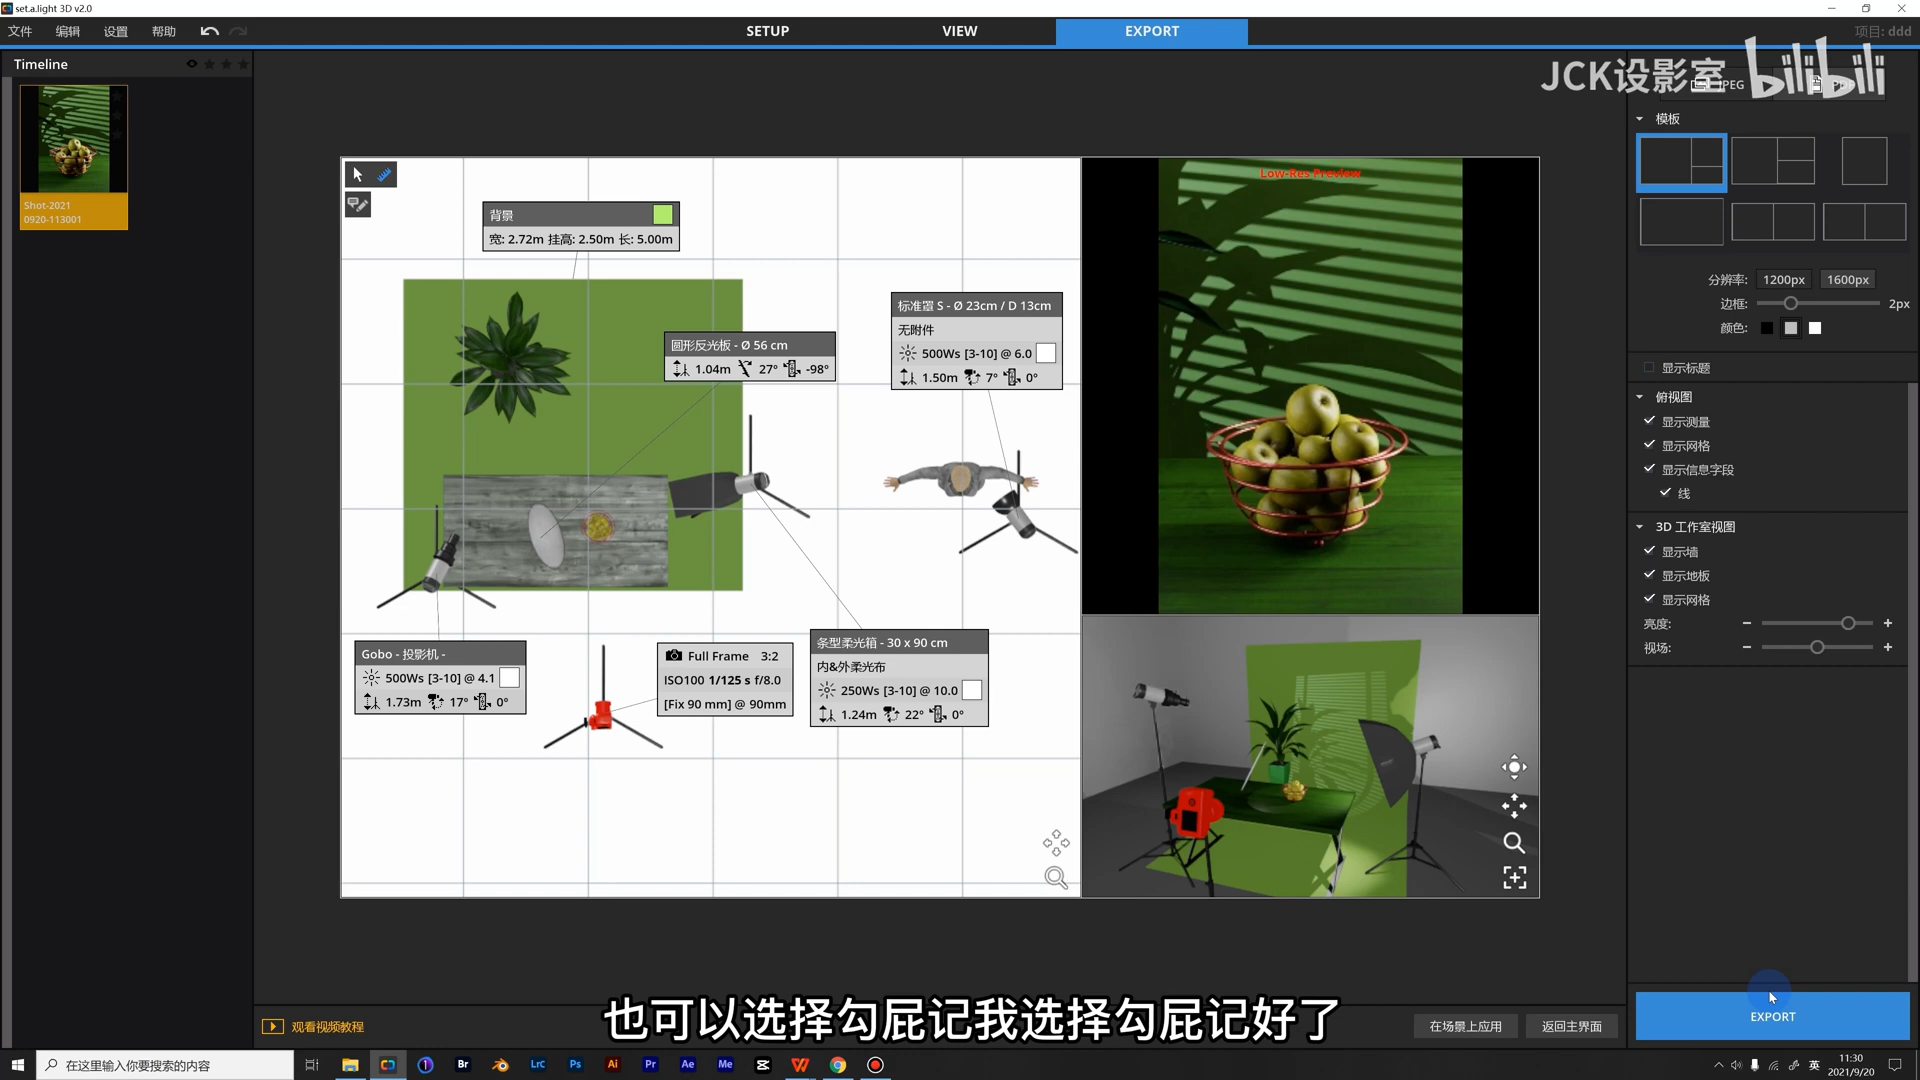 set.a.light 3D v2.0
文件 编辑 设置 帮助
SETUP VIEW EXPORT
项目: ddd
Timeline
Shot-2021
0920-113001
JCK设影室 bilibili
JPEG
模板
分辨率: 1200px 1600px
边框: 2px
颜色:
显示标题
俯视图
显示测量
显示网格
显示信息字段
线
3D 工作室视图
显示墙
显示地板
显示网格
亮度:
视场:
背景
宽: 2.72m 挂高: 2.50m 长: 5.00m
圆形反光板 - Ø 56 cm
1.04m 27° -98°
标准罩 S - Ø 23cm / D 13cm
无附件
500Ws [3-10] @ 6.0
1.50m 7° 0°
Low-Res Preview
Gobo - 投影机 -
500Ws [3-10] @ 4.1
1.73m 17° 0°
Full Frame 3:2
ISO100 1/125 s f/8.0
[Fix 90 mm] @ 90mm
条型柔光箱 - 30 x 90 cm
内&外柔光布
250Ws [3-10] @ 10.0
1.24m 22° 0°
观看视频教程
也可以选择勾屁记我选择勾屁记好了
在场景上应用 返回主界面
EXPORT
在这里输入你要搜索的内容
Br LrC Ps Ai Pr Ae Me
英
11:30
2021/9/20